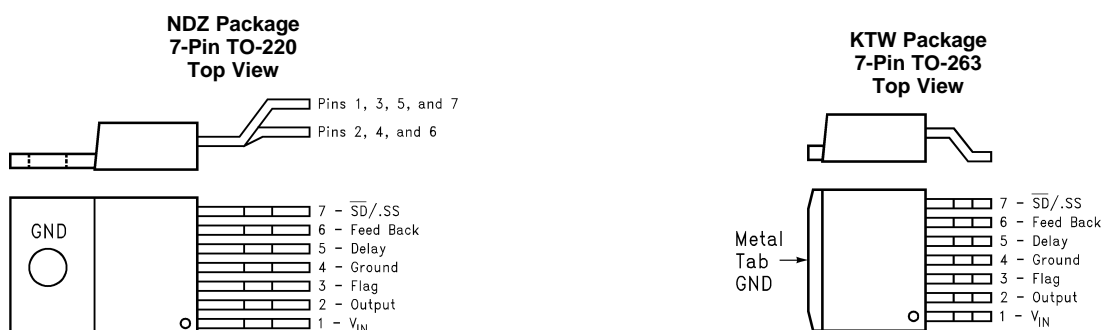 NDZ Package
7-Pin TO-220
Top View
Pins 1, 3, 5, and 7
Pins 2, 4, and 6
GND
7 - S̅D̅/.SS
6 - Feed Back
5 - Delay
4 - Ground
3 - Flag
2 - Output
1 - VIN
KTW Package
7-Pin TO-263
Top View
Metal
Tab
GND
7 - S̅D̅/.SS
6 - Feed Back
5 - Delay
4 - Ground
3 - Flag
2 - Output
1 - VIN